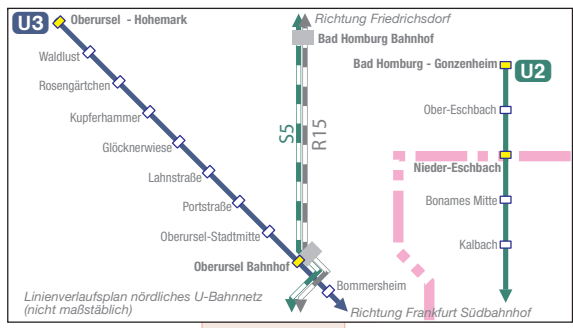 U3
Oberursel - Hohemark
Waldlust
Rosengärtchen
Kupferhammer
Glöcknerwiese
Lahnstraße
Portstraße
Oberursel-Stadtmitte
Oberursel Bahnhof
Bommersheim
Linienverlaufsplan nördliches U-Bahnnetz
(nicht maßstäblich)
Richtung Friedrichsdorf
Bad Homburg Bahnhof
S5
R15
Bad Homburg - Gonzenheim
U2
Ober-Eschbach
Nieder-Eschbach
Bonames Mitte
Kalbach
Richtung Frankfurt Südbahnhof